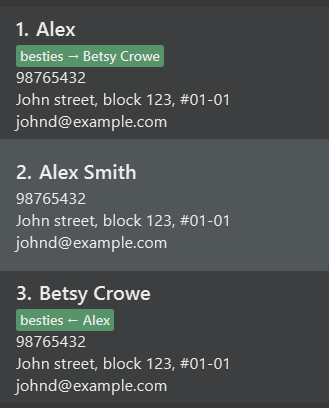 1. Alex
besties → Betsy Crowe
98765432
John street, block 123, #01-01
johnd@example.com
2. Alex Smith
98765432
John street, block 123, #01-01
johnd@example.com
3. Betsy Crowe
besties ← Alex
98765432
John street, block 123, #01-01
johnd@example.com